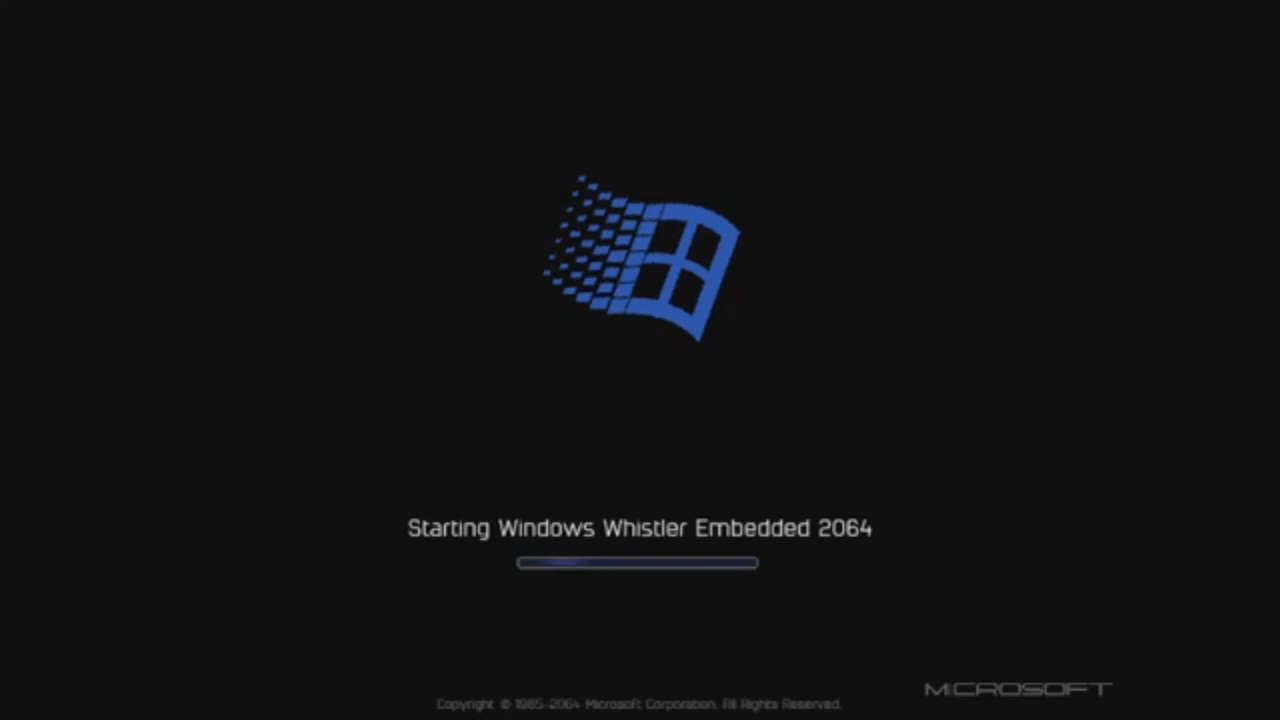 Starting Windows Whistler Embedded 2064
MICROSOFT
Copyright © 1985-2064 Microsoft Corporation. All Rights Reserved.